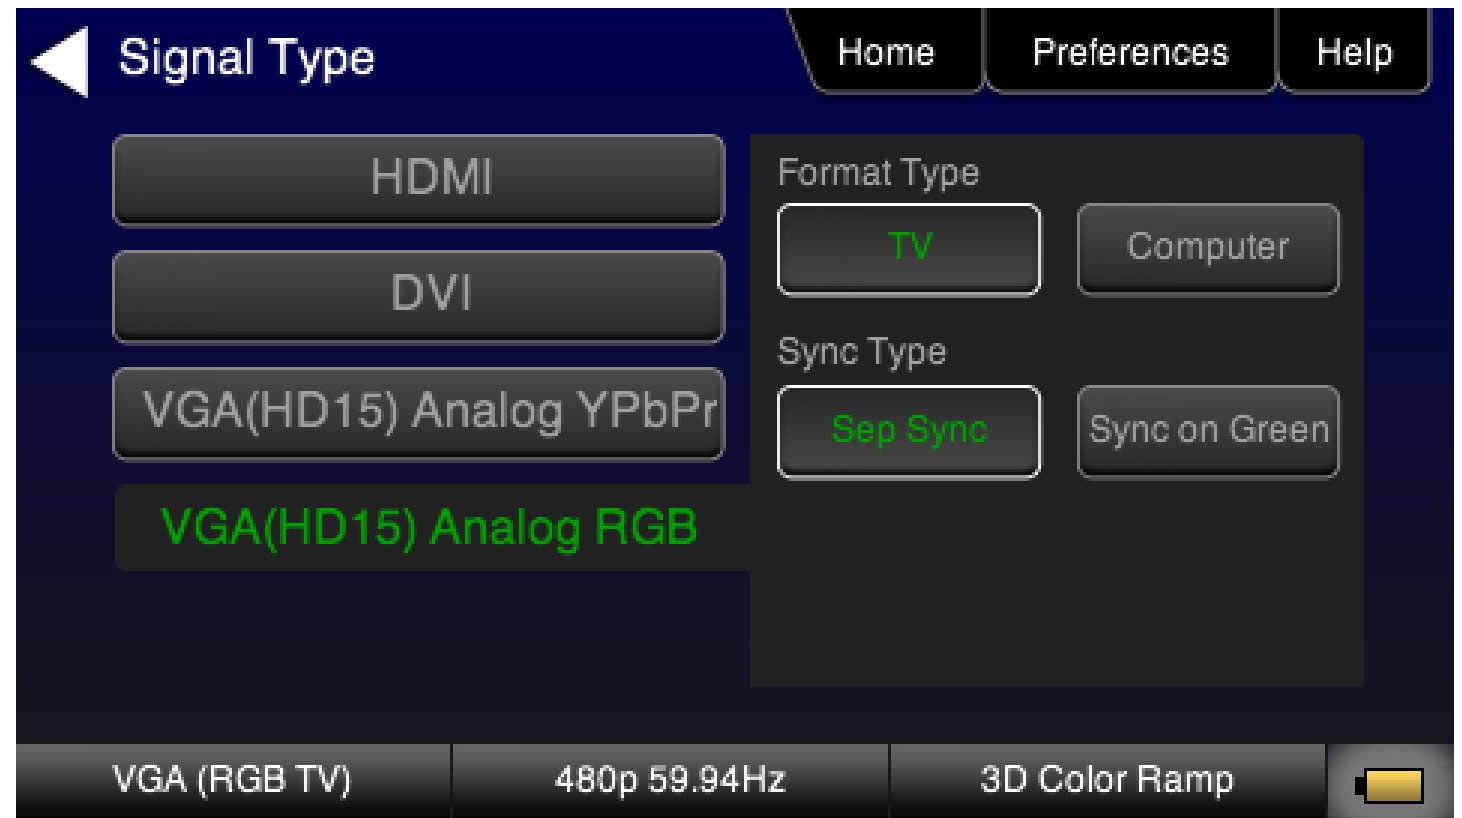 Signal Type
Home
Preferences
Help
HDMI
DVI
VGA(HD15) Analog YPbPr
VGA(HD15) Analog RGB
Format Type
TV
Computer
Sync Type
Sep Sync
Sync on Green
VGA (RGB TV)
480p 59.94Hz
3D Color Ramp